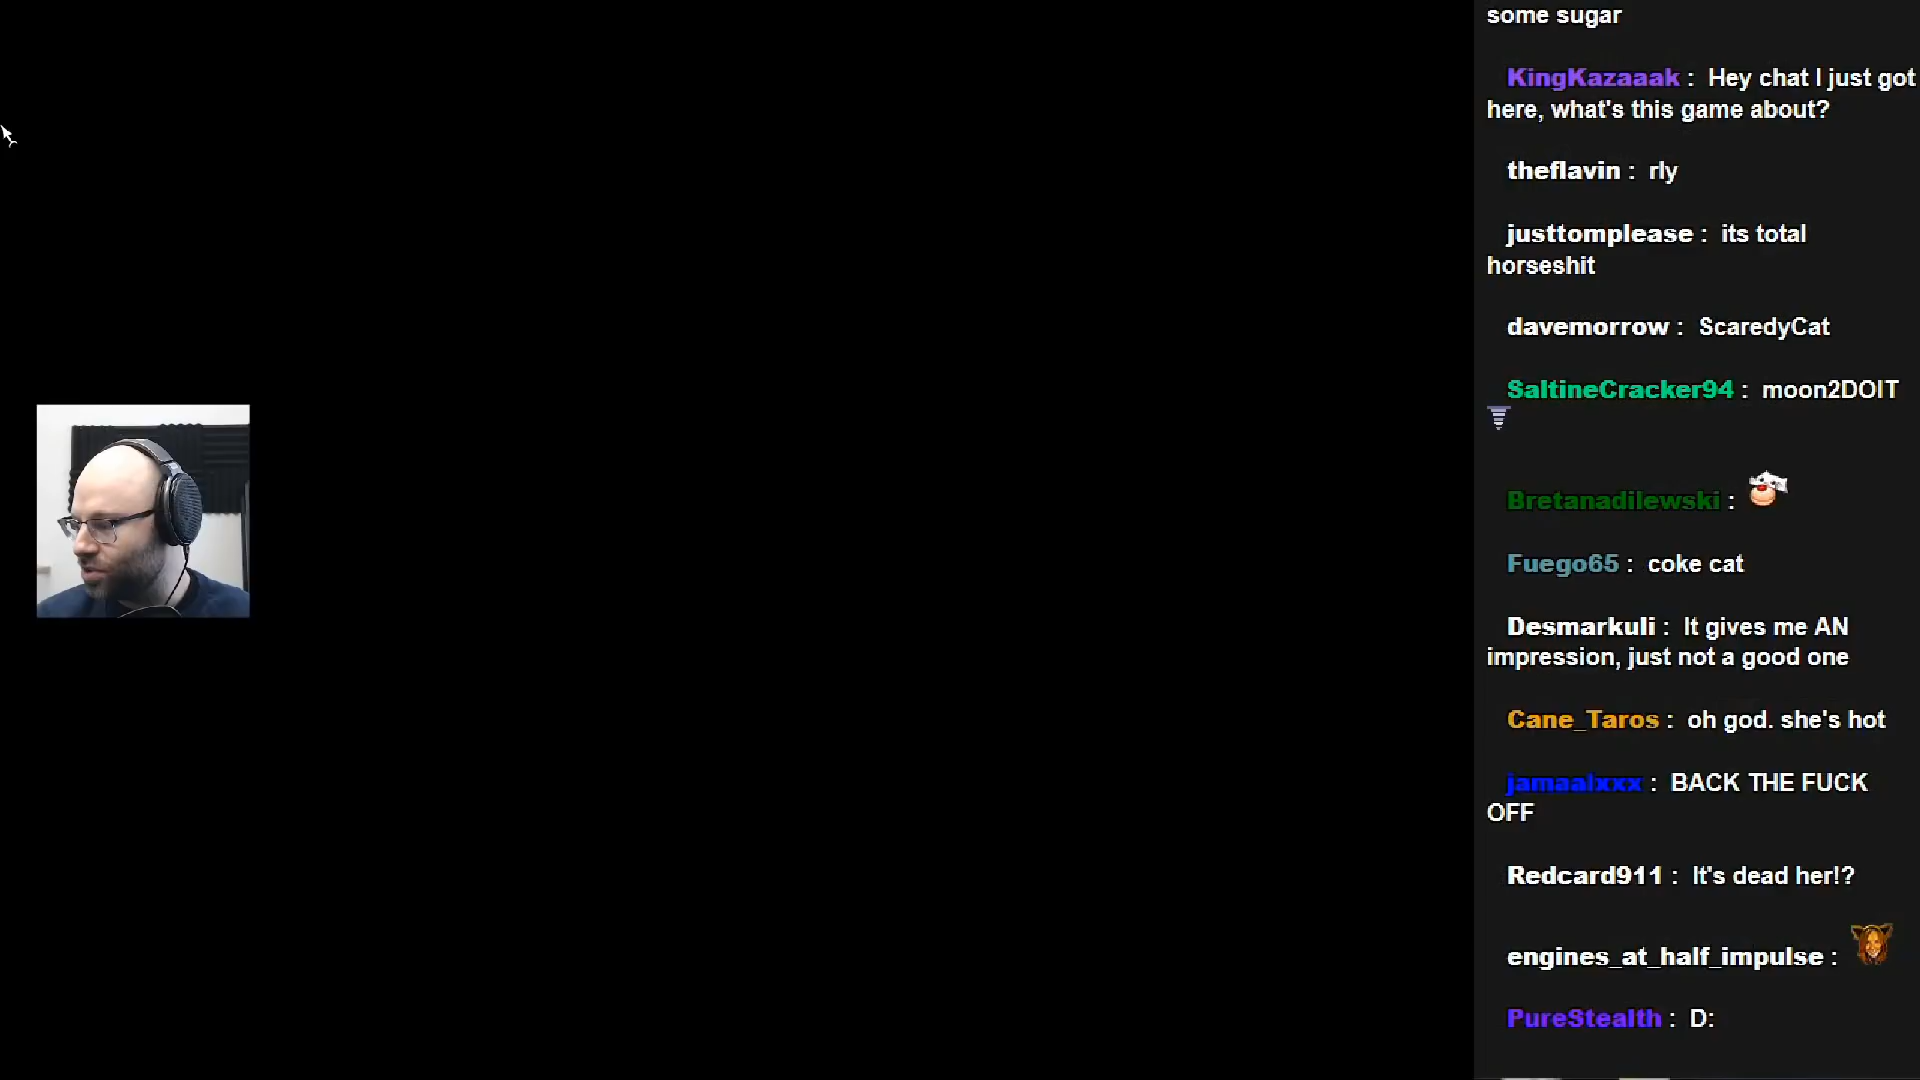 some sugar
KingKazaaak : Hey chat I just got
here, what's this game about?
theflavin : rly
justtomplease : its total
horseshit
davemorrow : ScaredyCat
SaltineCracker94 : moon2DOIT
Bretanadilewski :
Fuego65 : coke cat
Desmarkuli : It gives me AN
impression, just not a good one
Cane_Taros : oh god. she's hot
jamaalxxx : BACK THE FUCK
OFF
Redcard911 : It's dead her!?
engines_at_half_impulse :
PureStealth : D: